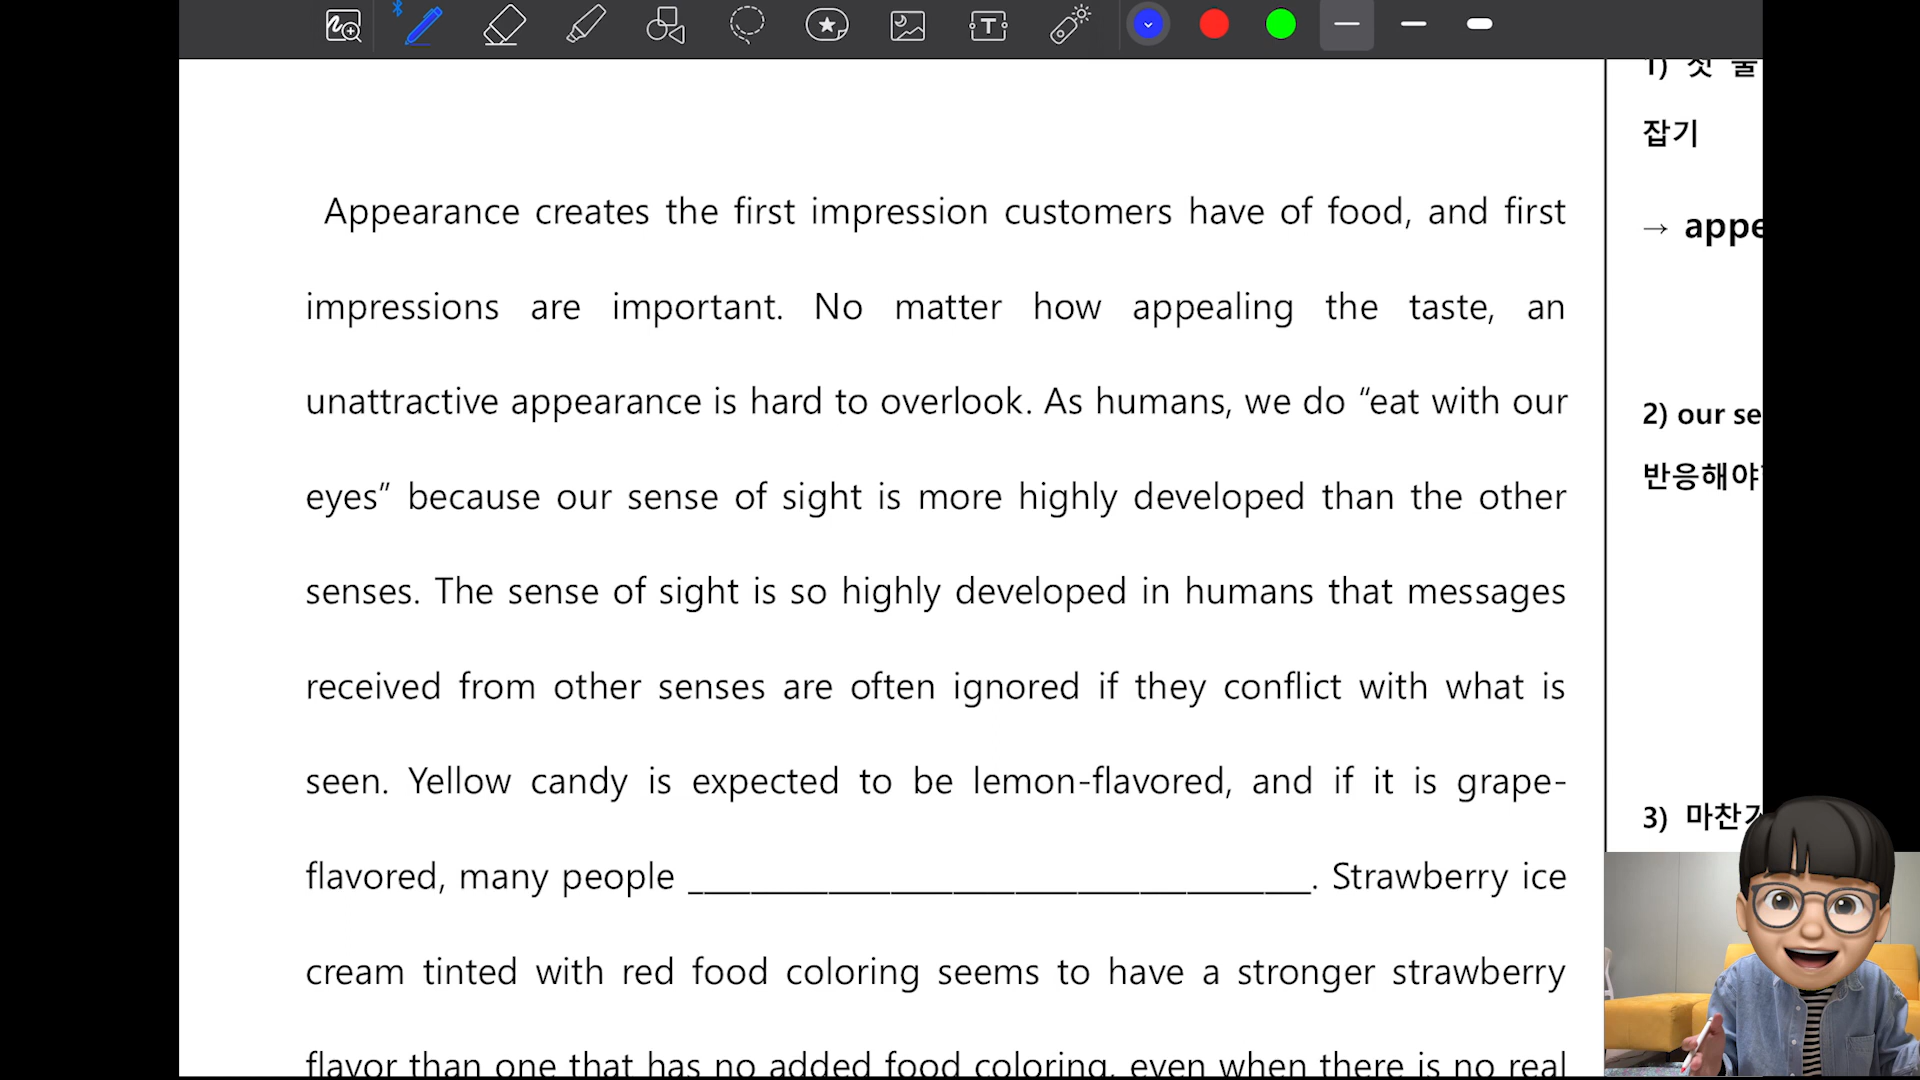 Appearance creates the first impression customers have of food, and first
impressions are important. No matter how appealing the taste, an
unattractive appearance is hard to overlook. As humans, we do “eat with our
eyes” because our sense of sight is more highly developed than the other
senses. The sense of sight is so highly developed in humans that messages
received from other senses are often ignored if they conflict with what is
seen. Yellow candy is expected to be lemon-flavored, and if it is grape-
flavored, many people ________________________________________. Strawberry ice
cream tinted with red food coloring seems to have a stronger strawberry
flavor than one that has no added food coloring, even when there is no real
1) 첫
잡기
→ appe
2) our se
반응해야
3) 마찬